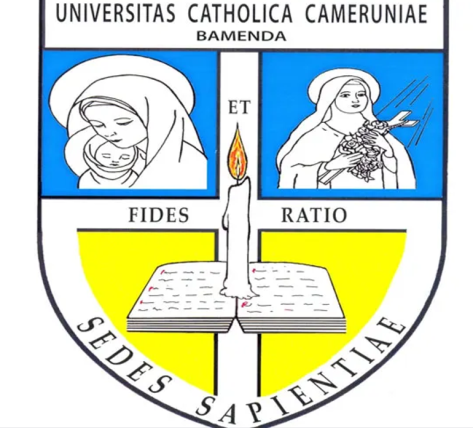 UNIVERSITAS CATHOLICA CAMERUNIAE
BAMENDA
ET
FIDES RATIO
SEDES SAPIENTIAE